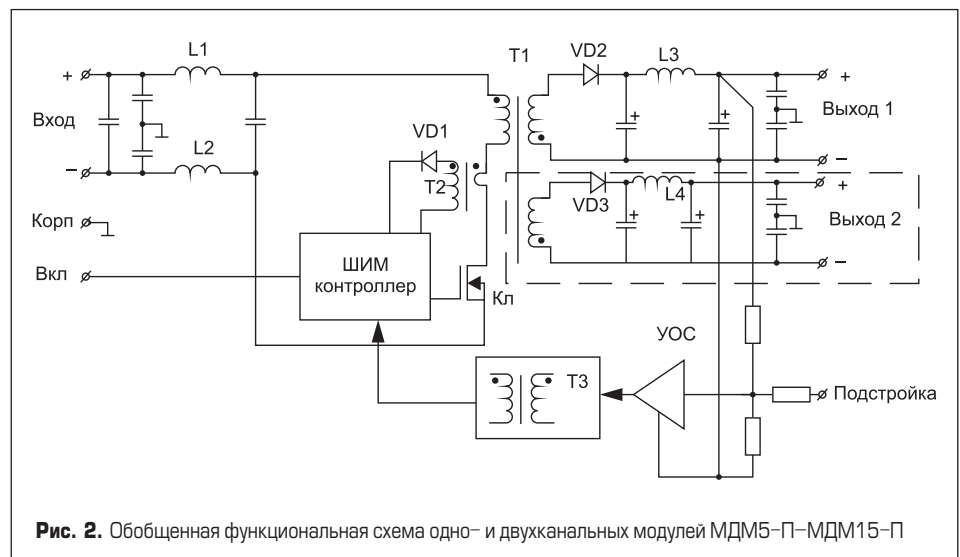 L1
T1
VD2
L3
+
+
+
+
Вход
Выход 1
VD1
–
L2
T2
–
+
VD3
L4
+
+
Корп
Выход 2
Вкл
ШИМ
контроллер
–
Кл
УОС
T3
Подстройка
Рис. 2. Обобщенная функциональная схема одно- и двухканальных модулей МДМ5-П–МДМ15-П